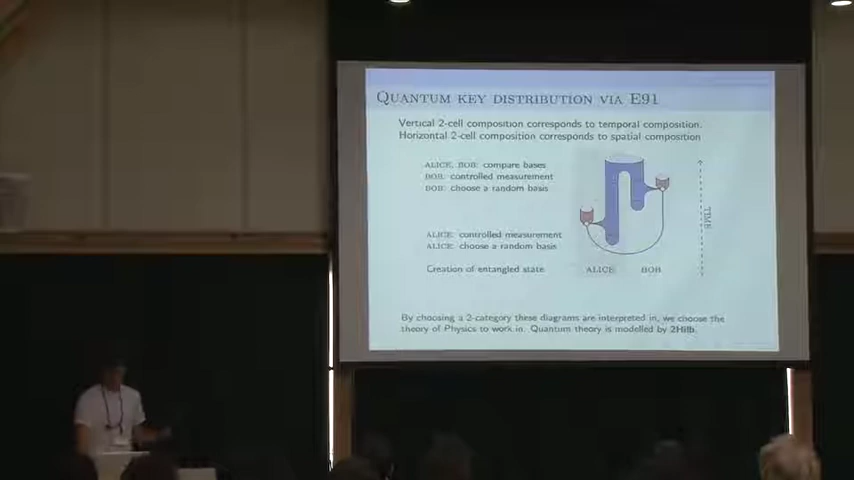 QUANTUM KEY DISTRIBUTION VIA E91
Vertical 2-cell composition corresponds to temporal composition.
Horizontal 2-cell composition corresponds to spatial composition
ALICE, BOB: compare bases
BOB: controlled measurement
BOB: choose a random basis
ALICE: controlled measurement
ALICE: choose a random basis
Creation of entangled state
ALICE BOB
TIME
By choosing a 2-category these diagrams are interpreted in, we choose the
theory of Physics to work in. Quantum theory is modelled by 2Hilb.